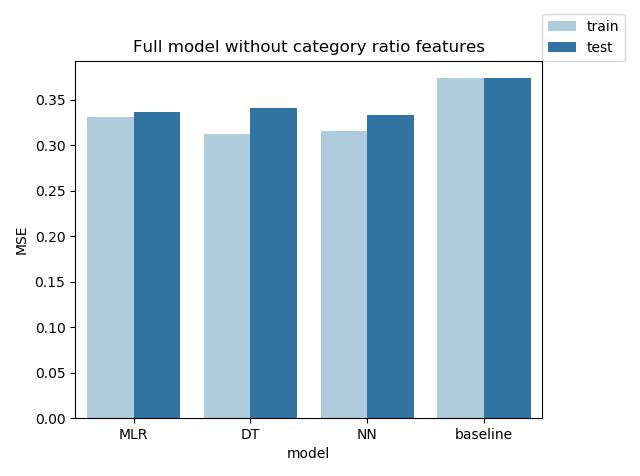 Full model without category ratio features
train
test
MSE
0.35
0.30
0.25
0.20
0.15
0.10
0.05
0.00
MLR DT NN baseline
model